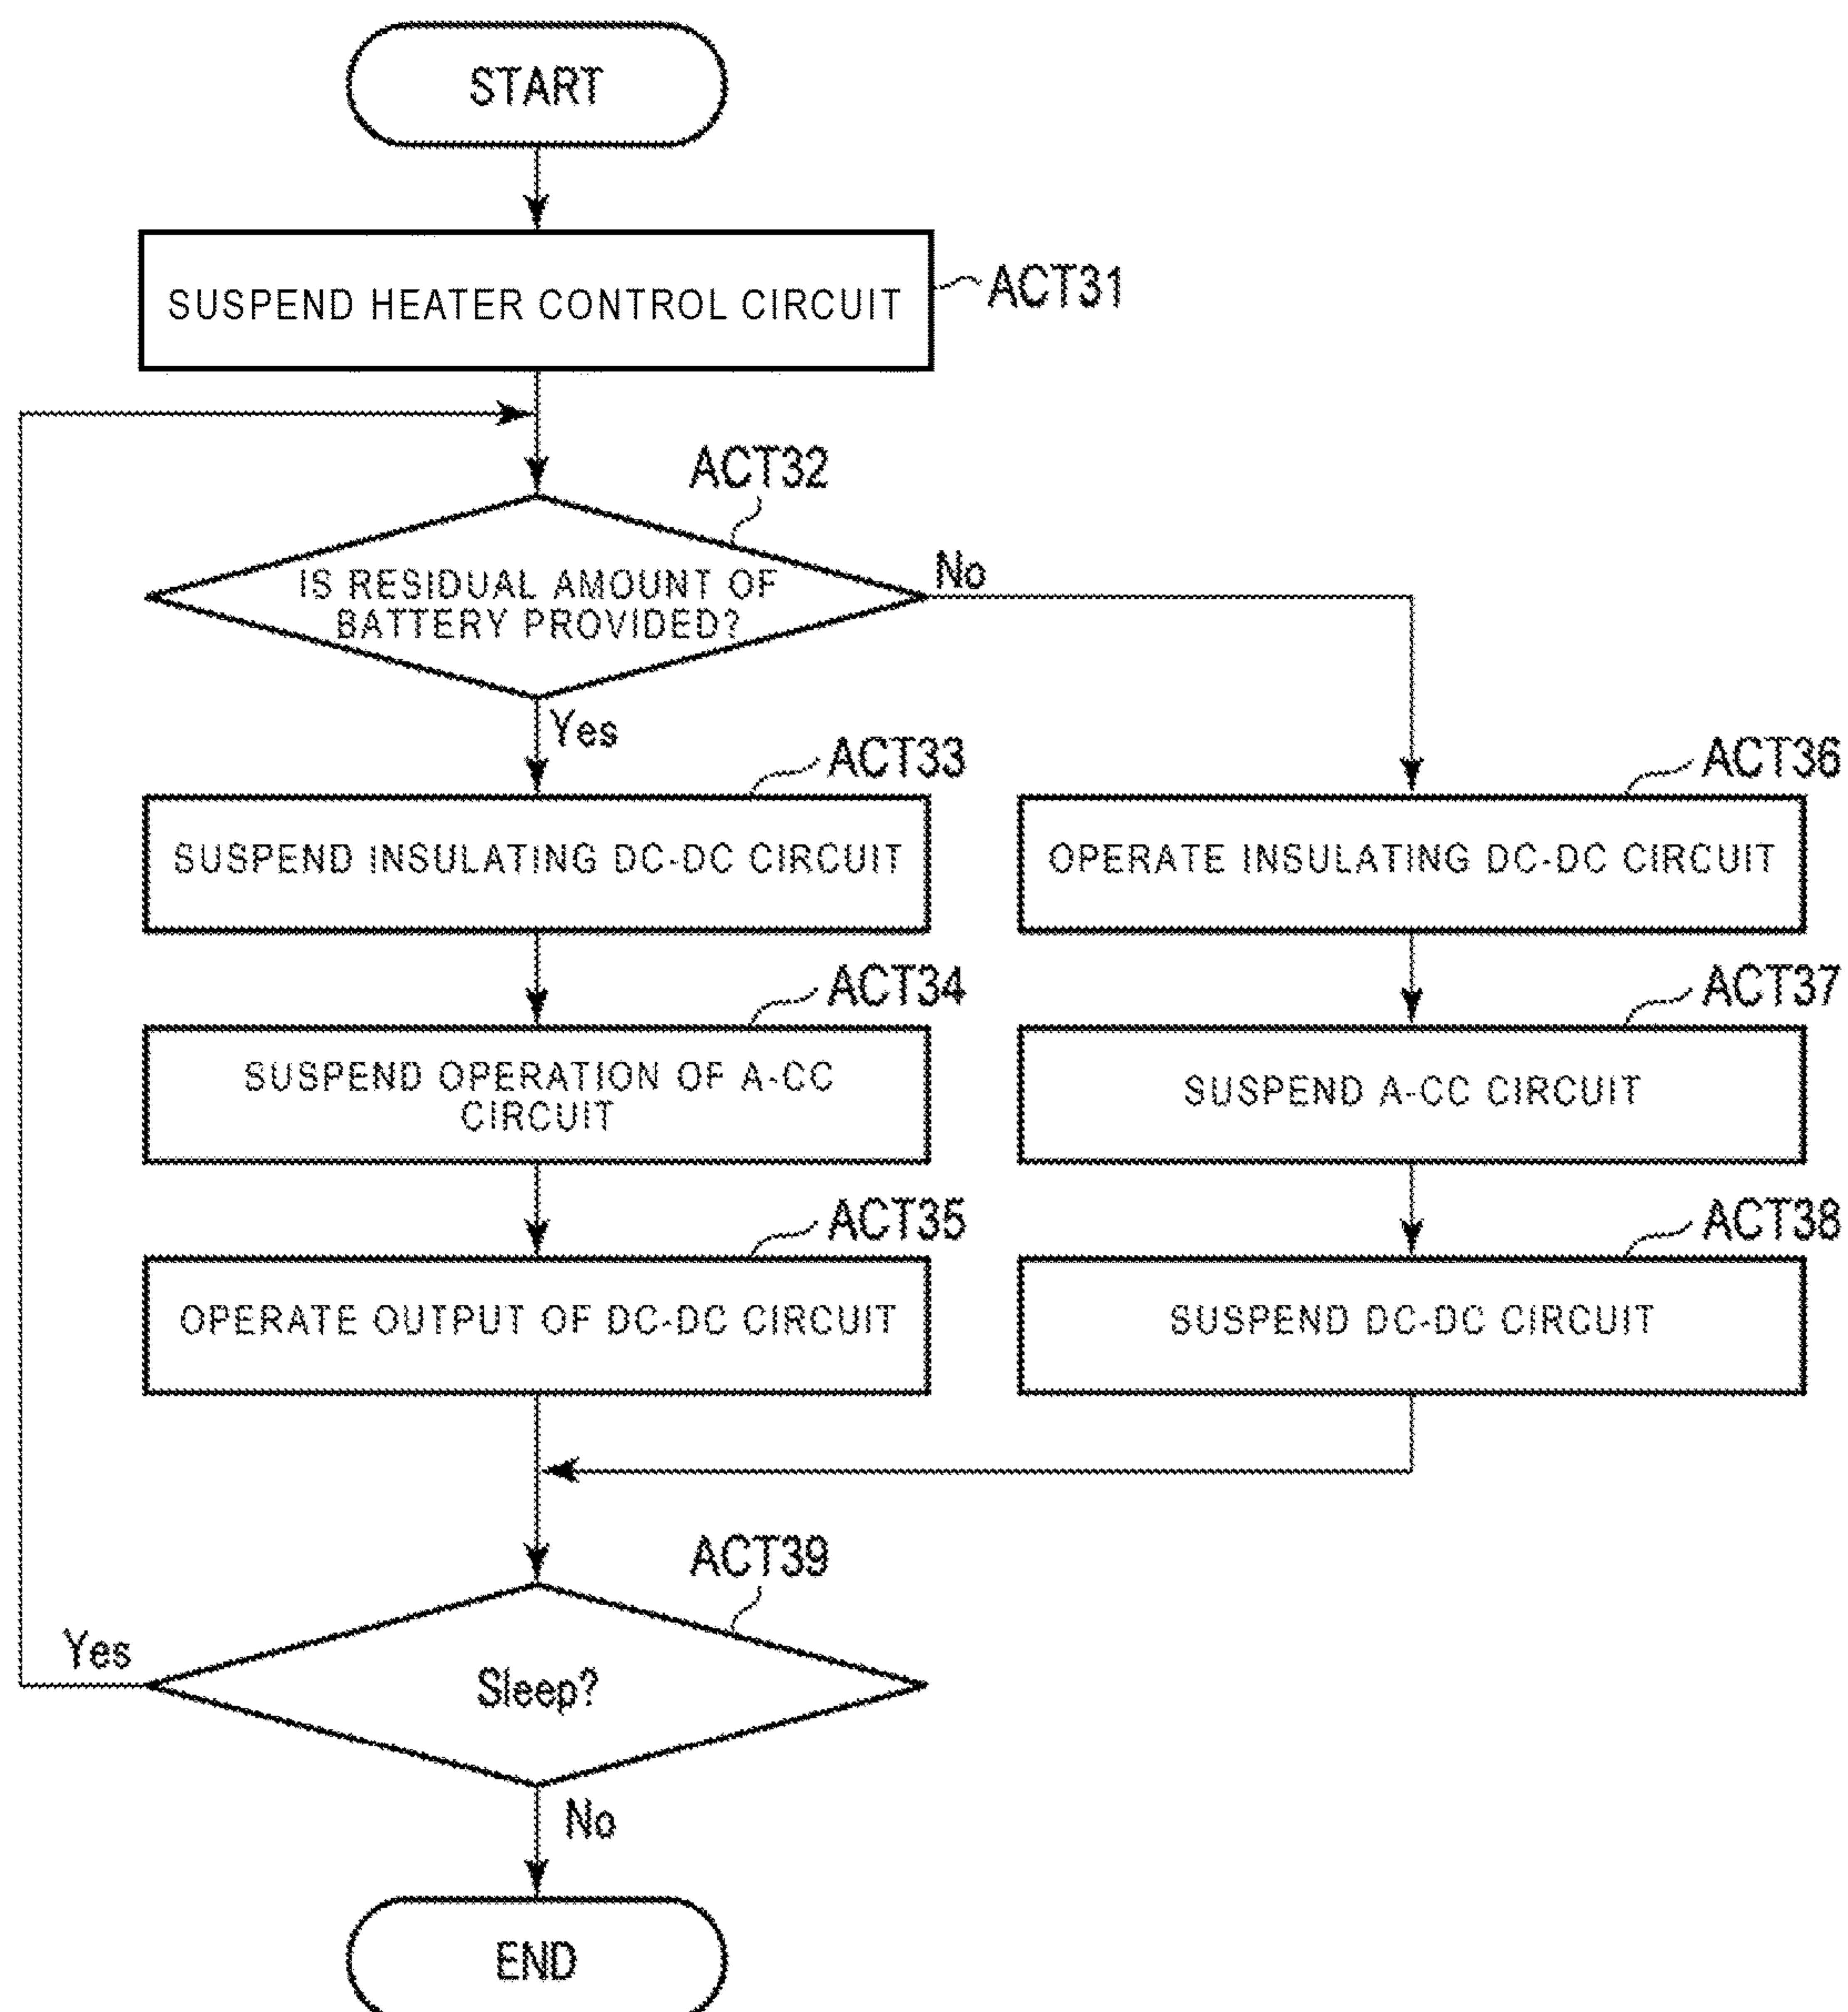 START
SUSPEND HEATER CONTROL CIRCUIT
ACT31
ACT32
IS RESIDUAL AMOUNT OF
BATTERY PROVIDED?
No
Yes
ACT33
SUSPEND INSULATING DC-DC CIRCUIT
ACT36
OPERATE INSULATING DC-DC CIRCUIT
ACT34
SUSPEND OPERATION OF A-CC
CIRCUIT
ACT37
SUSPEND A-CC CIRCUIT
ACT35
OPERATE OUTPUT OF DC-DC CIRCUIT
ACT38
SUSPEND DC-DC CIRCUIT
ACT39
Yes
Sleep?
No
END